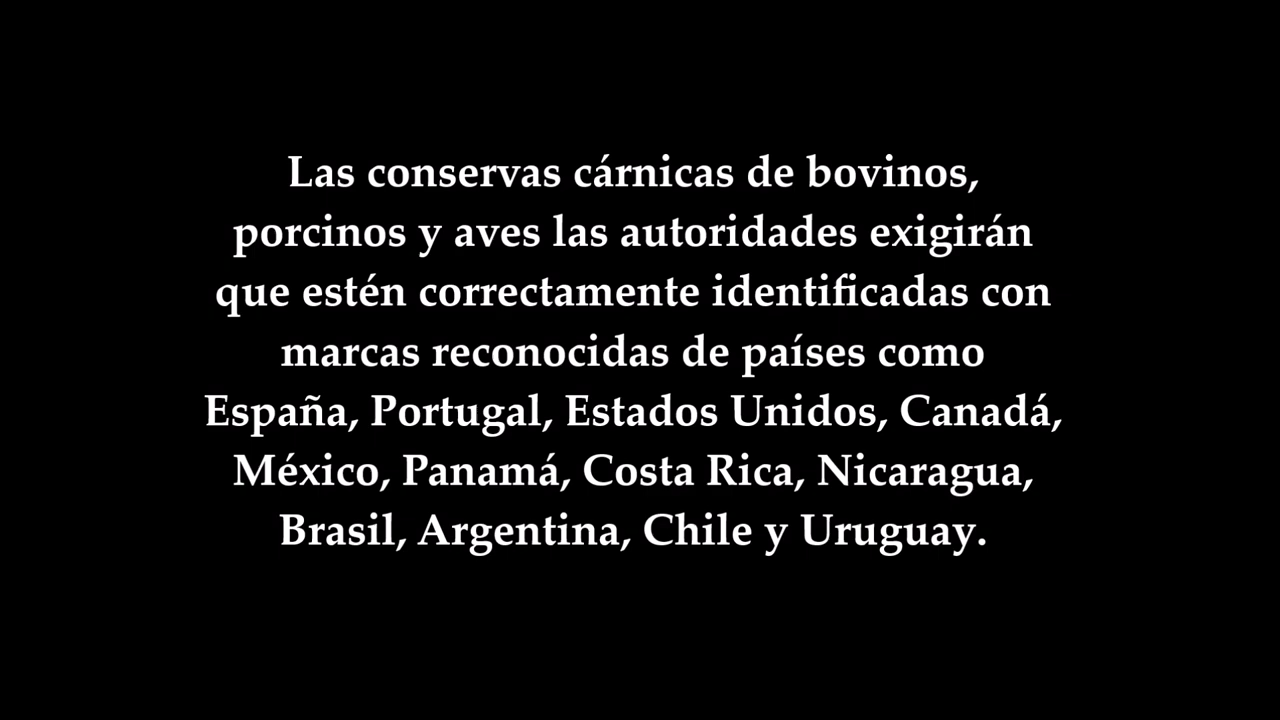 Las conservas cárnicas de bovinos,
porcinos y aves las autoridades exigirán
que estén correctamente identificadas con
marcas reconocidas de países como
España, Portugal, Estados Unidos, Canadá,
México, Panamá, Costa Rica, Nicaragua,
Brasil, Argentina, Chile y Uruguay.